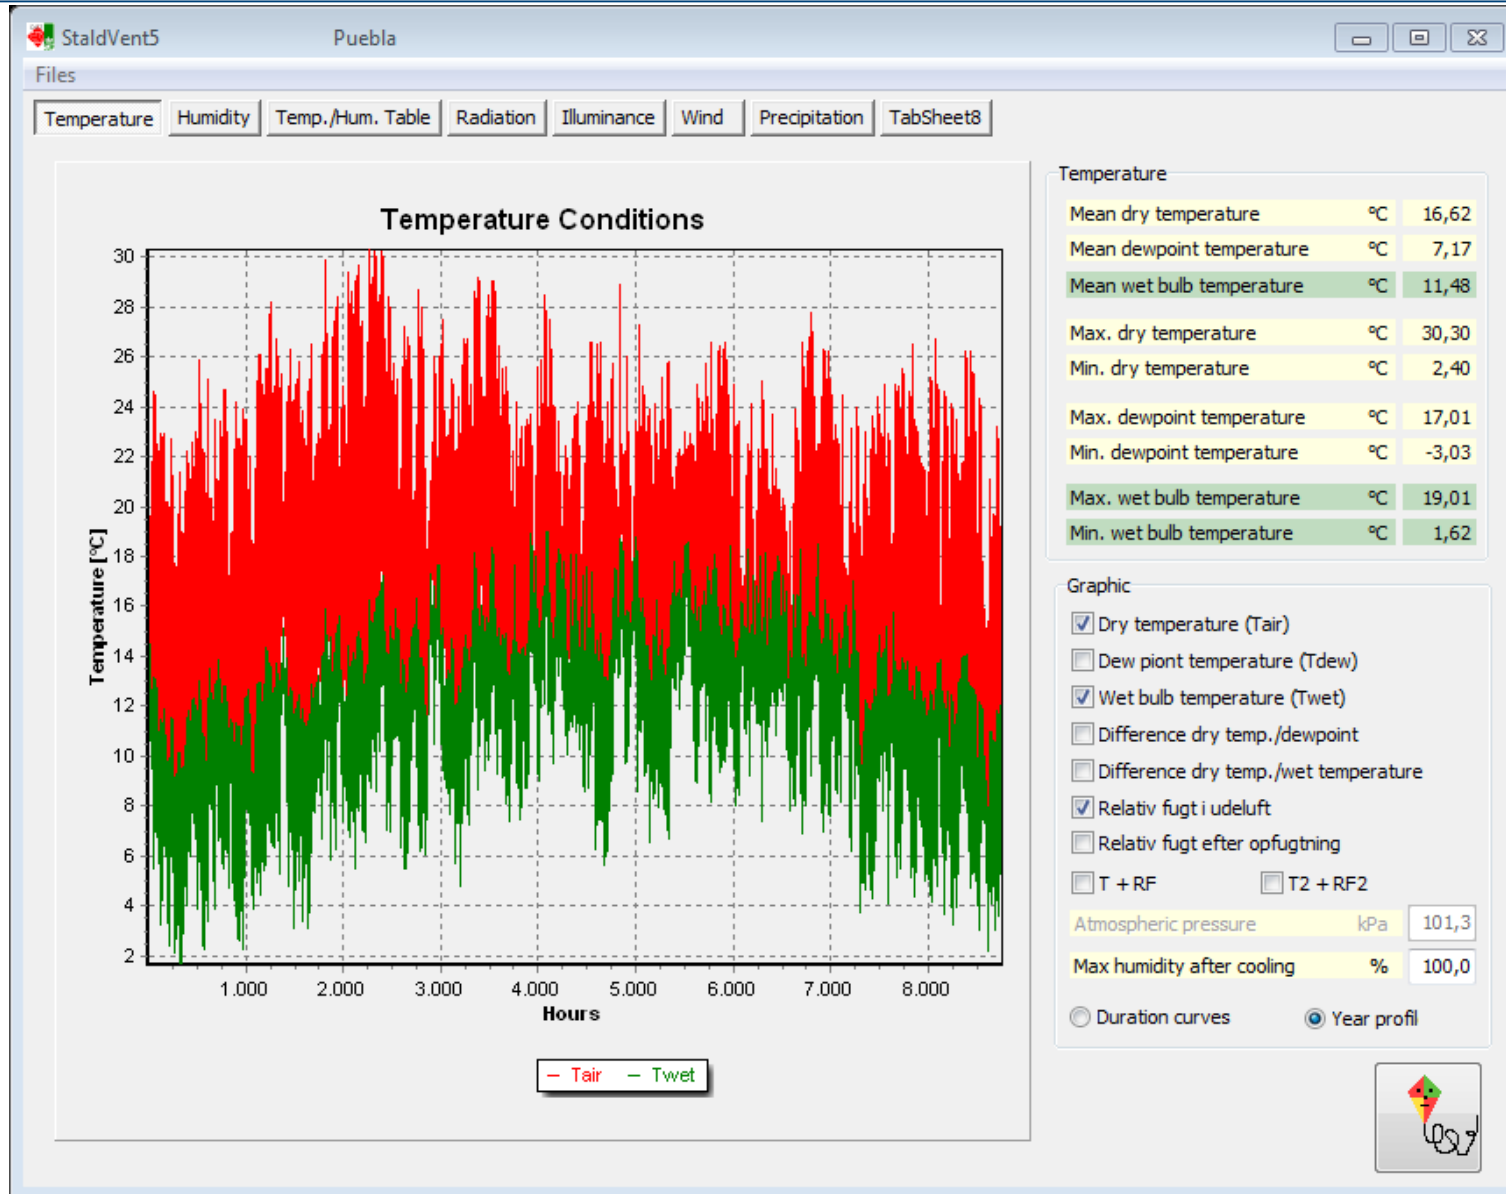 StaldVent5 Puebla
Files
Temperature Humidity Temp./Hum. Table Radiation Illuminance Wind Precipitation TabSheet8
Temperature Conditions
30
28
26
24
22
20
18
16
14
12
10
8
6
4
2
Temperature [°C]
1.000 2.000 3.000 4.000 5.000 6.000 7.000 8.000
Hours
Tair Twet
Temperature
Mean dry temperature °C 16,62
Mean dewpoint temperature °C 7,17
Mean wet bulb temperature °C 11,48
Max. dry temperature °C 30,30
Min. dry temperature °C 2,40
Max. dewpoint temperature °C 17,01
Min. dewpoint temperature °C -3,03
Max. wet bulb temperature °C 19,01
Min. wet bulb temperature °C 1,62
Graphic
Dry temperature (Tair)
Dew piont temperature (Tdew)
Wet bulb temperature (Twet)
Difference dry temp./dewpoint
Difference dry temp./wet temperature
Relativ fugt i udeluft
Relativ fugt efter opfugtning
T + RF T2 + RF2
Atmospheric pressure kPa 101,3
Max humidity after cooling % 100,0
Duration curves Year profil